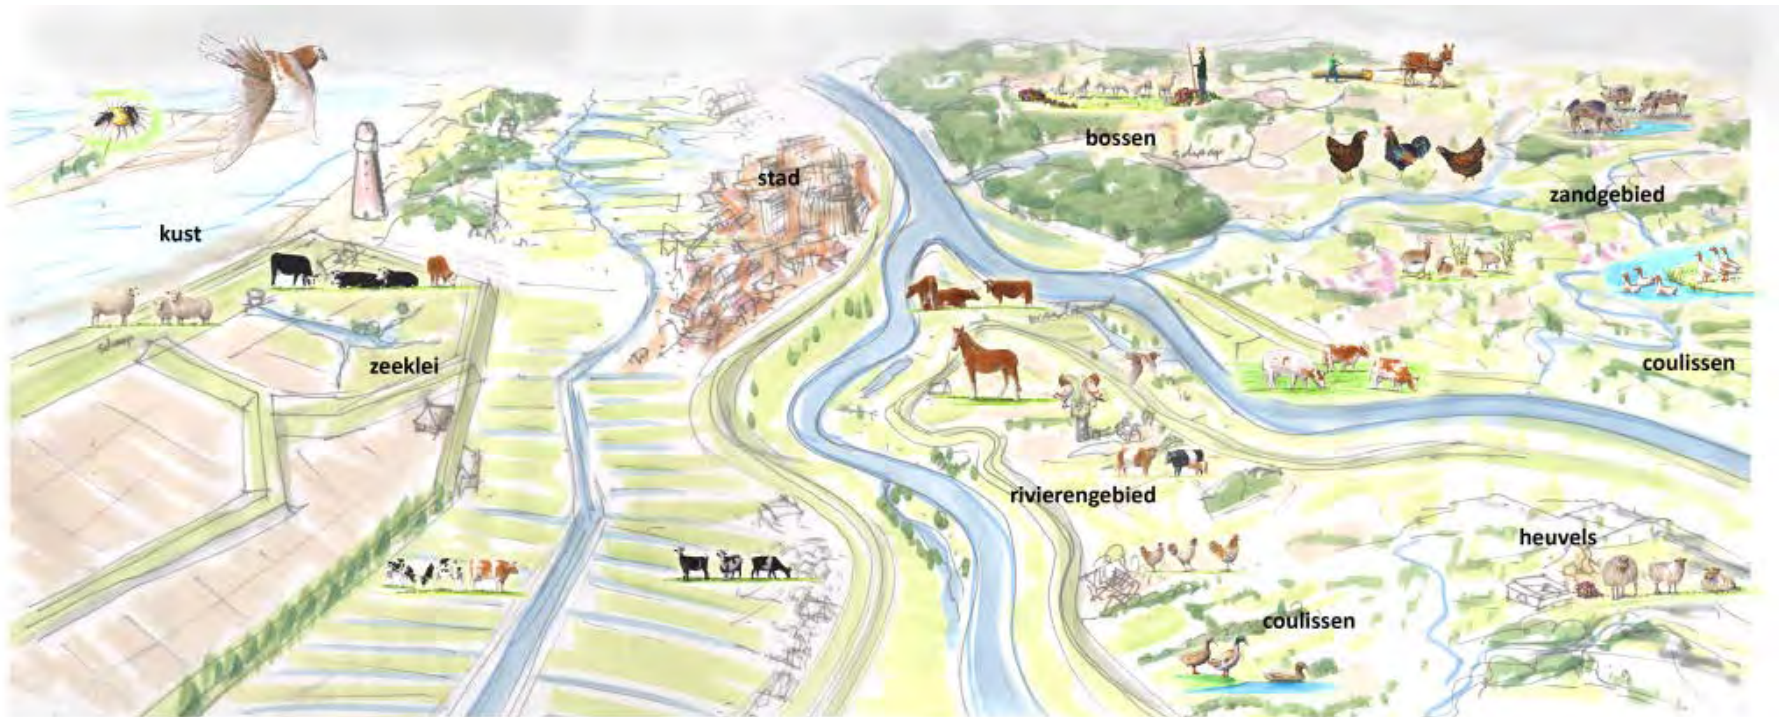 bossen
stad
zandgebied
kust
zeeklei
coulissen
rivierengebied
heuvels
coulissen